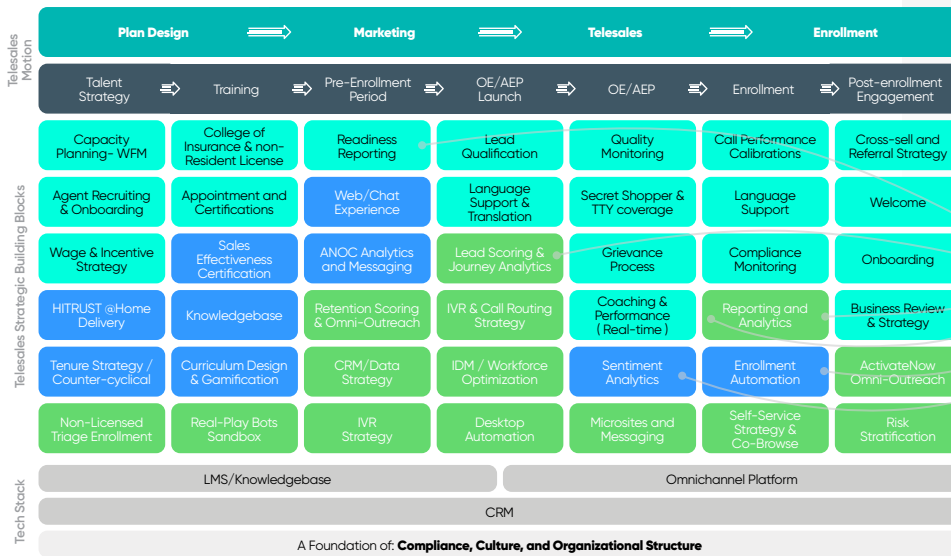 Telesales
Motion
Plan Design
Marketing
Telesales
Enrollment
Talent
Strategy
Training
Pre-Enrollment
Period
OE/AEP
Launch
OE/AEP
Enrollment
Post-enrollment
Engagement
Telesales Strategic Building Blocks
Capacity
Planning- WFM
College of
Insurance & non-
Resident License
Readiness
Reporting
Lead
Qualification
Quality
Monitoring
Call Performance
Calibrations
Cross-sell and
Referral Strategy
Agent Recruiting
& Onboarding
Appointment and
Certifications
Web/Chat
Experience
Language
Support &
Translation
Secret Shopper &
TTY coverage
Language
Support
Welcome
Wage & Incentive
Strategy
Sales
Effectiveness
Certification
ANOC Analytics
and Messaging
Lead Scoring &
Journey Analytics
Grievance
Process
Compliance
Monitoring
Onboarding
HITRUST @Home
Delivery
Knowledgebase
Retention Scoring
& Omni-Outreach
IVR & Call Routing
Strategy
Coaching &
Performance
( Real-time )
Reporting and
Analytics
Business Review
& Strategy
Tenure Strategy /
Counter-cyclical
Curriculum Design
& Gamification
CRM/Data
Strategy
IDM / Workforce
Optimization
Sentiment
Analytics
Enrollment
Automation
ActivateNow
Omni-Outreach
Non-Licensed
Triage Enrollment
Real-Play Bots
Sandbox
IVR
Strategy
Desktop
Automation
Microsites and
Messaging
Self-Service
Strategy &
Co-Browse
Risk
Stratification
Tech Stack
LMS/Knowledgebase
Omnichannel Platform
CRM
A Foundation of: Compliance, Culture, and Organizational Structure